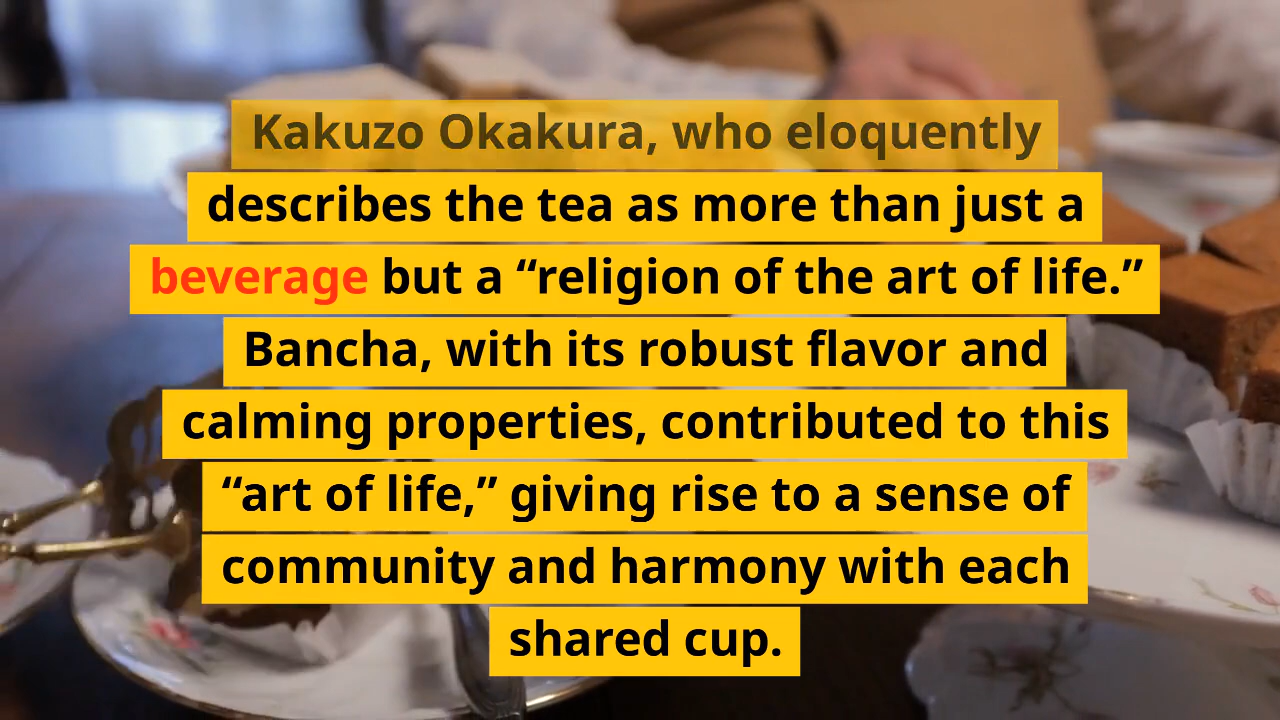 Kakuzo Okakura, who eloquently
describes the tea as more than just a
beverage but a “religion of the art of life.”
Bancha, with its robust flavor and
calming properties, contributed to this
“art of life,” giving rise to a sense of
community and harmony with each
shared cup.